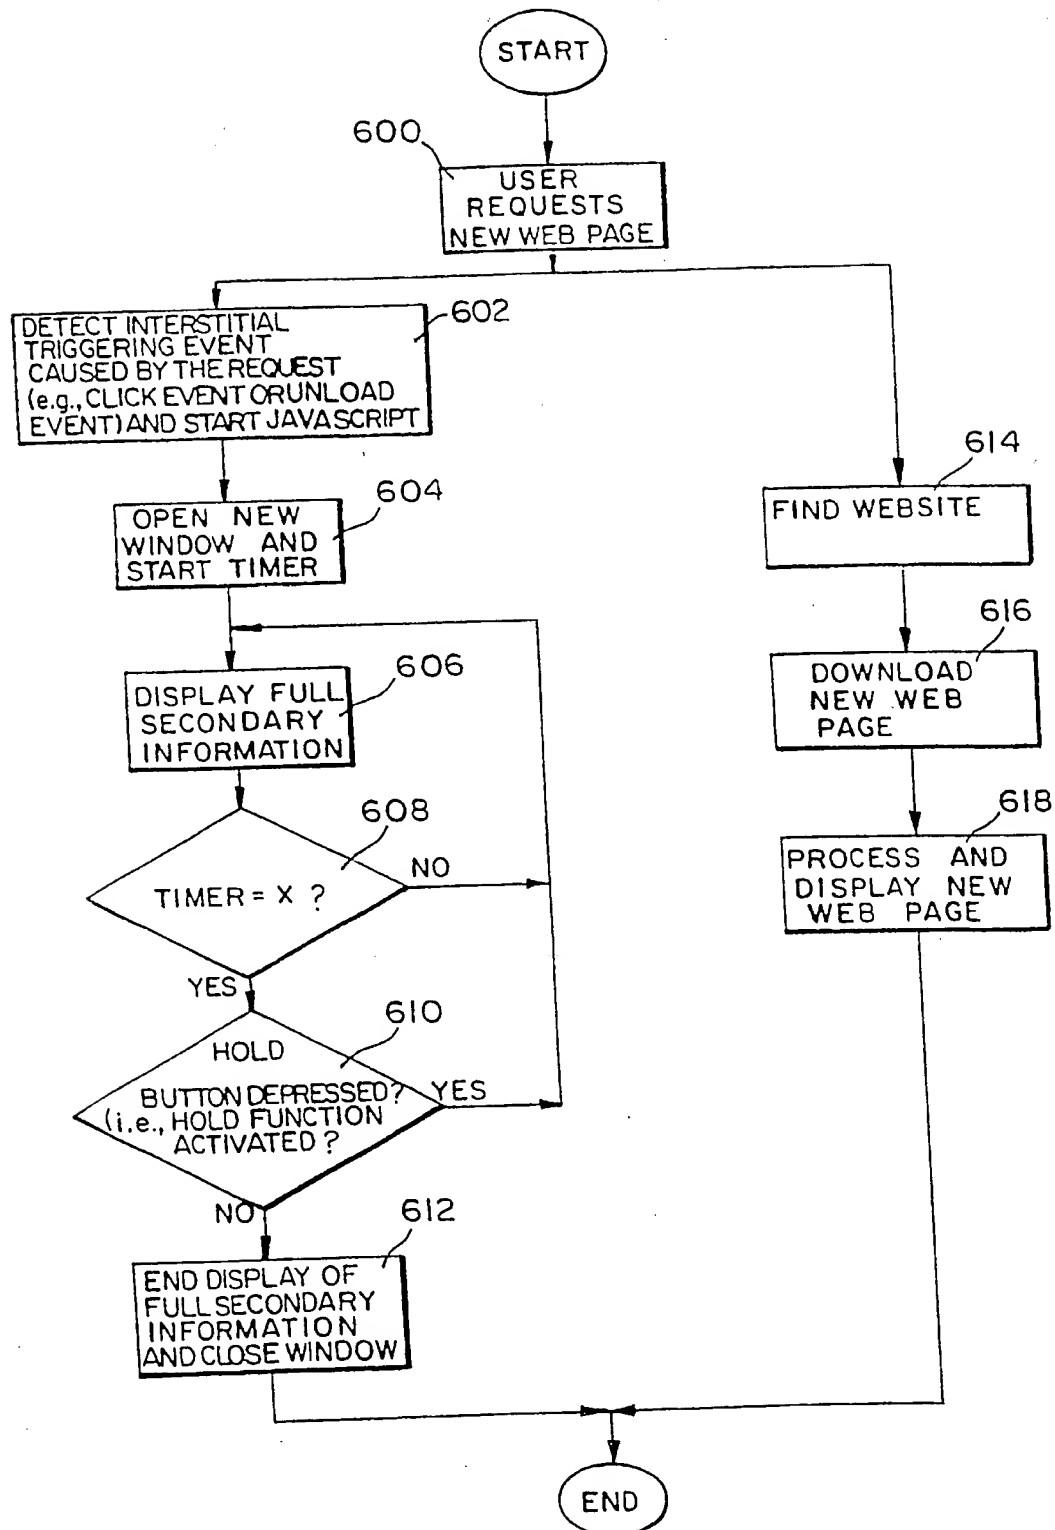 START
600
USER
REQUESTS
NEW WEB PAGE
602
DETECT INTERSTITIAL
TRIGGERING EVENT
CAUSED BY THE REQUEST
(e.g., CLICK EVENT OR UNLOAD
EVENT) AND START JAVASCRIPT
604
OPEN NEW
WINDOW AND
START TIMER
606
DISPLAY FULL
SECONDARY
INFORMATION
608
TIMER = X ?
NO
YES
610
HOLD
BUTTON DEPRESSED?
(i.e., HOLD FUNCTION
ACTIVATED ?
YES
NO
612
END DISPLAY OF
FULL SECONDARY
INFORMATION
AND CLOSE WINDOW
614
FIND WEBSITE
616
DOWNLOAD
NEW WEB
PAGE
618
PROCESS AND
DISPLAY NEW
WEB PAGE
END